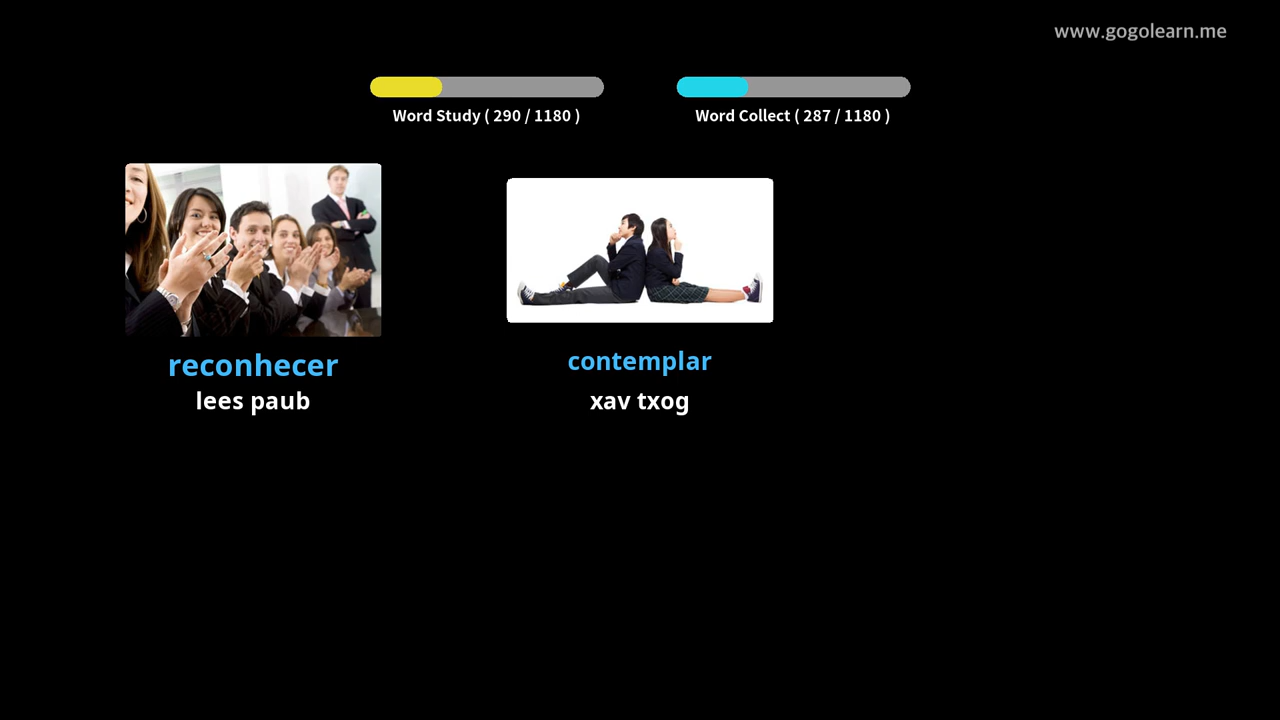 www.gogolearn.me
Word Study ( 290 / 1180 )
Word Collect ( 287 / 1180 )
reconhecer
lees paub
contemplar
xav txog